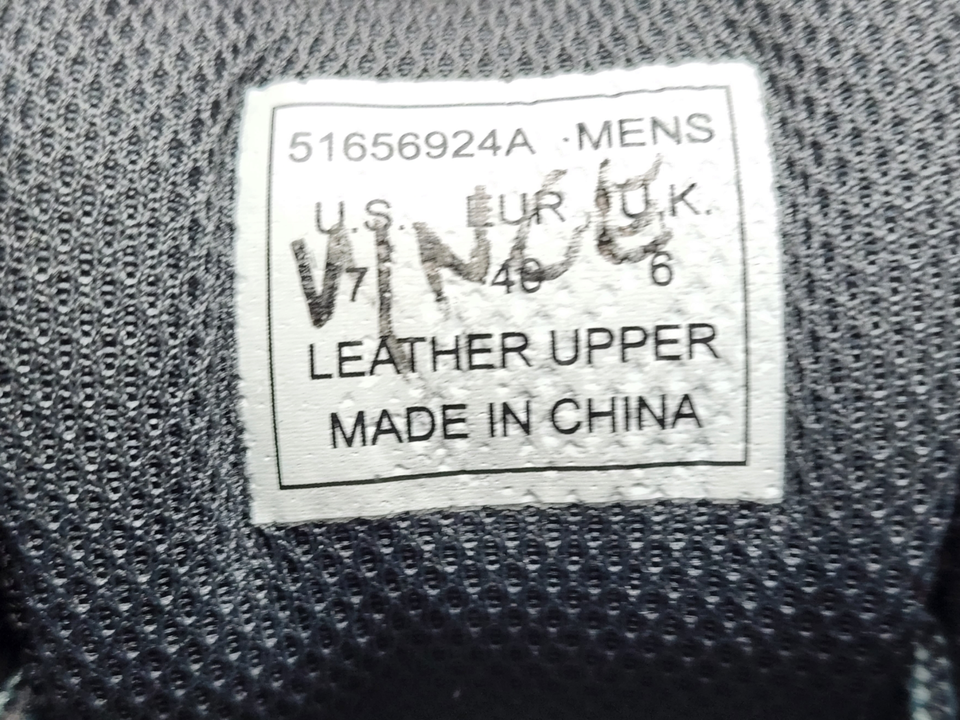 51656924A ·MENS
U.S. EUR U.K.
VINCE
7 40 6
LEATHER UPPER
MADE IN CHINA